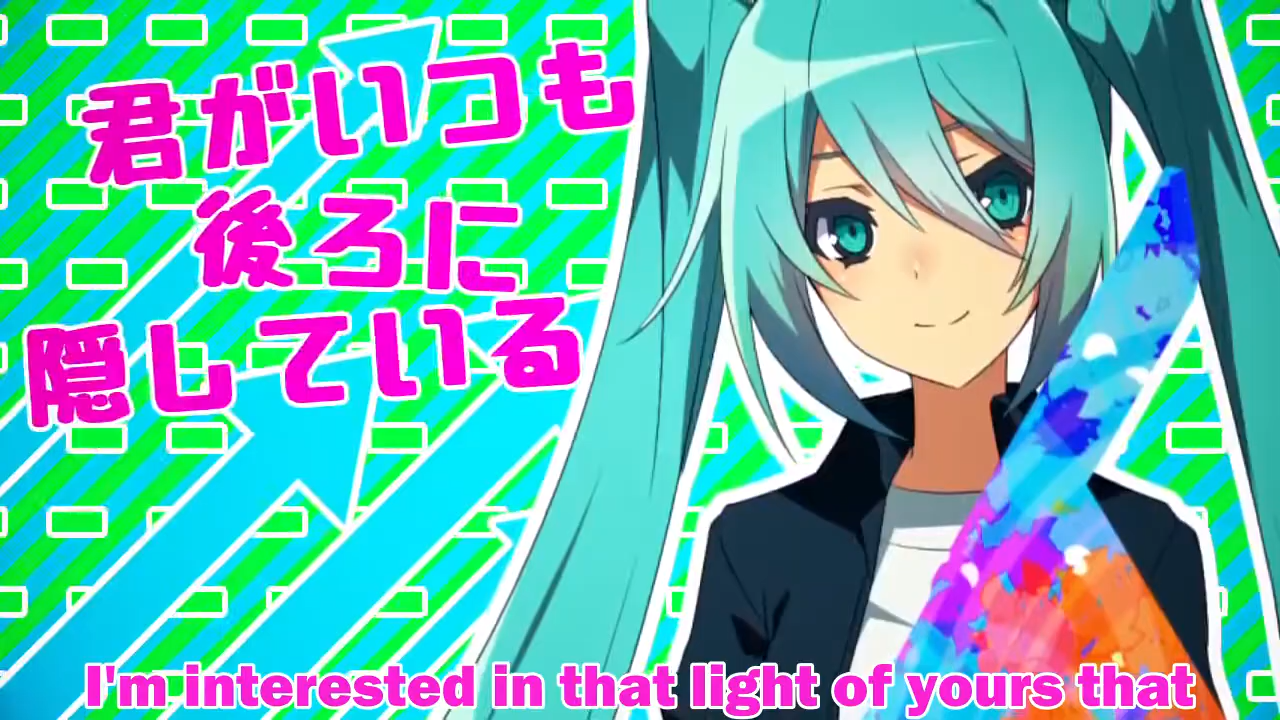 君がいつも
後ろに
隠している
I'm interested in that light of yours that